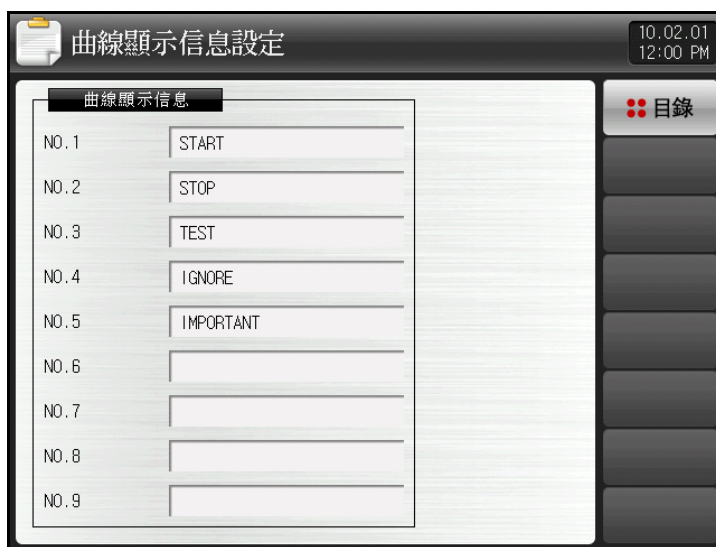 曲線顯示信息設定
10.02.01
12:00 PM
曲線顯示信息
目錄
NO.1 START
NO.2 STOP
NO.3 TEST
NO.4 IGNORE
NO.5 IMPORTANT
NO.6
NO.7
NO.8
NO.9